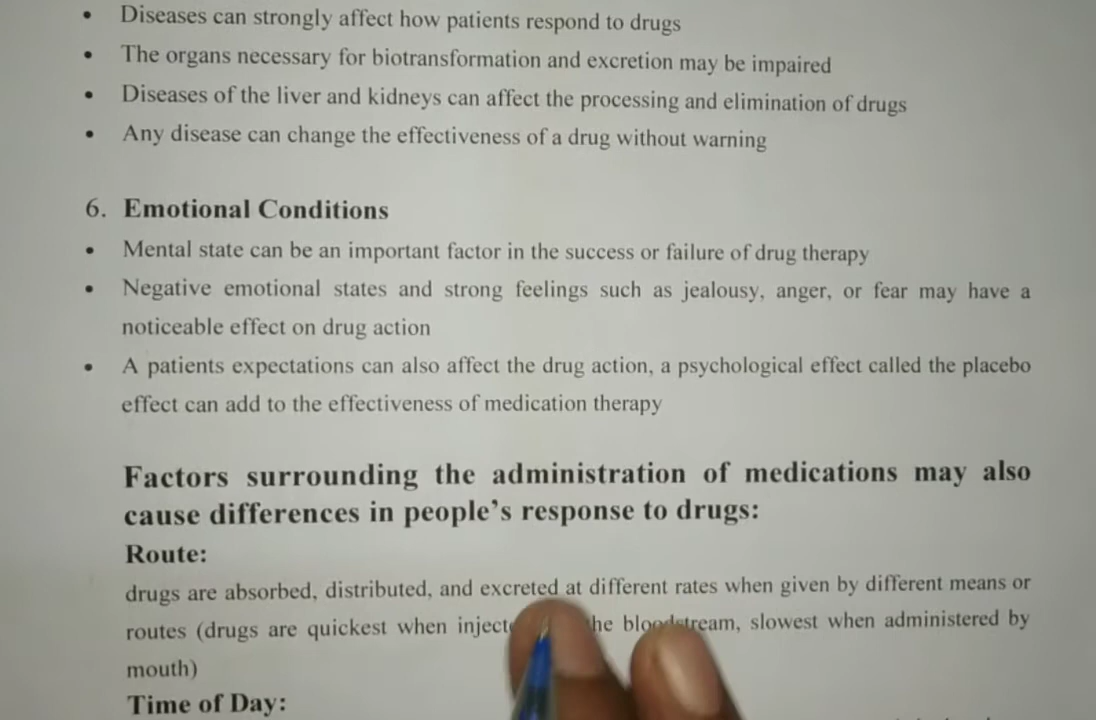 • Diseases can strongly affect how patients respond to drugs
• The organs necessary for biotransformation and excretion may be impaired
• Diseases of the liver and kidneys can affect the processing and elimination of drugs
• Any disease can change the effectiveness of a drug without warning
6. Emotional Conditions
• Mental state can be an important factor in the success or failure of drug therapy
• Negative emotional states and strong feelings such as jealousy, anger, or fear may have a
noticeable effect on drug action
• A patients expectations can also affect the drug action, a psychological effect called the placebo
effect can add to the effectiveness of medication therapy
Factors surrounding the administration of medications may also
cause differences in people's response to drugs:
Route:
drugs are absorbed, distributed, and excreted at different rates when given by different means or
routes (drugs are quickest when bloodstream, slowest when administered by
mouth)
Time of Day: